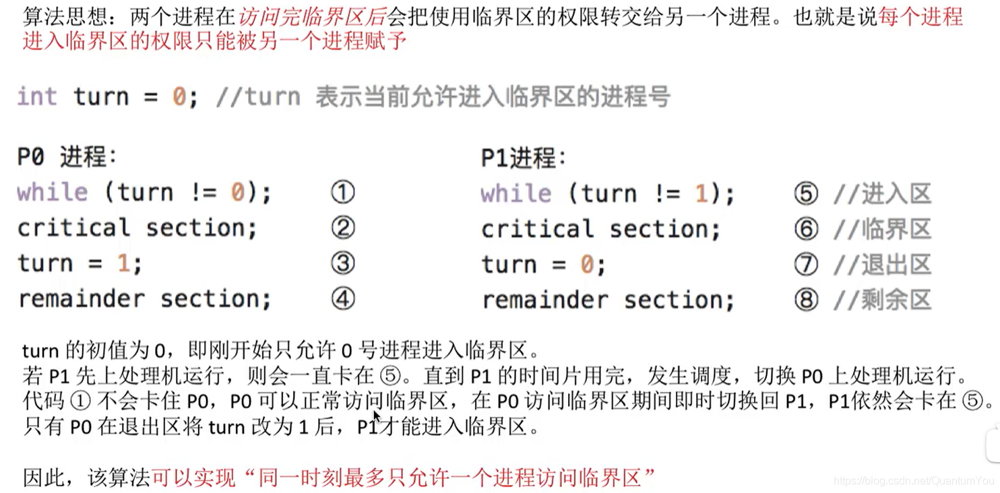 算法思想：两个进程在访问完临界区后会把使用临界区的权限转交给另一个进程。也就是说每个进程
进入临界区的权限只能被另一个进程赋予
int turn = 0; //turn 表示当前允许进入临界区的进程号
P0 进程:
while (turn != 0); ①
critical section; ②
turn = 1; ③
remainder section; ④
P1进程:
while (turn != 1); ⑤ //进入区
critical section; ⑥ //临界区
turn = 0; ⑦ //退出区
remainder section; ⑧ //剩余区
turn 的初值为 0，即刚开始只允许 0 号进程进入临界区。
若 P1 先上处理机运行，则会一直卡在 ⑤。直到 P1 的时间片用完，发生调度，切换 P0 上处理机运行。
代码 ① 不会卡住 P0，P0 可以正常访问临界区，在 P0 访问临界区期间即时切换回 P1，P1依然会卡在 ⑤。
只有 P0 在退出区将 turn 改为 1 后，P1才能进入临界区。
因此，该算法可以实现“同一时刻最多只允许一个进程访问临界区”
https://blog.csdn.net/QuantumYou